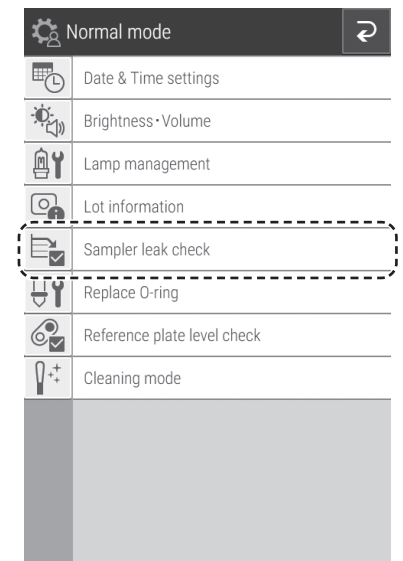 Normal mode
Date & Time settings
Brightness・Volume
Lamp management
Lot information
Sampler leak check
Replace O-ring
Reference plate level check
Cleaning mode